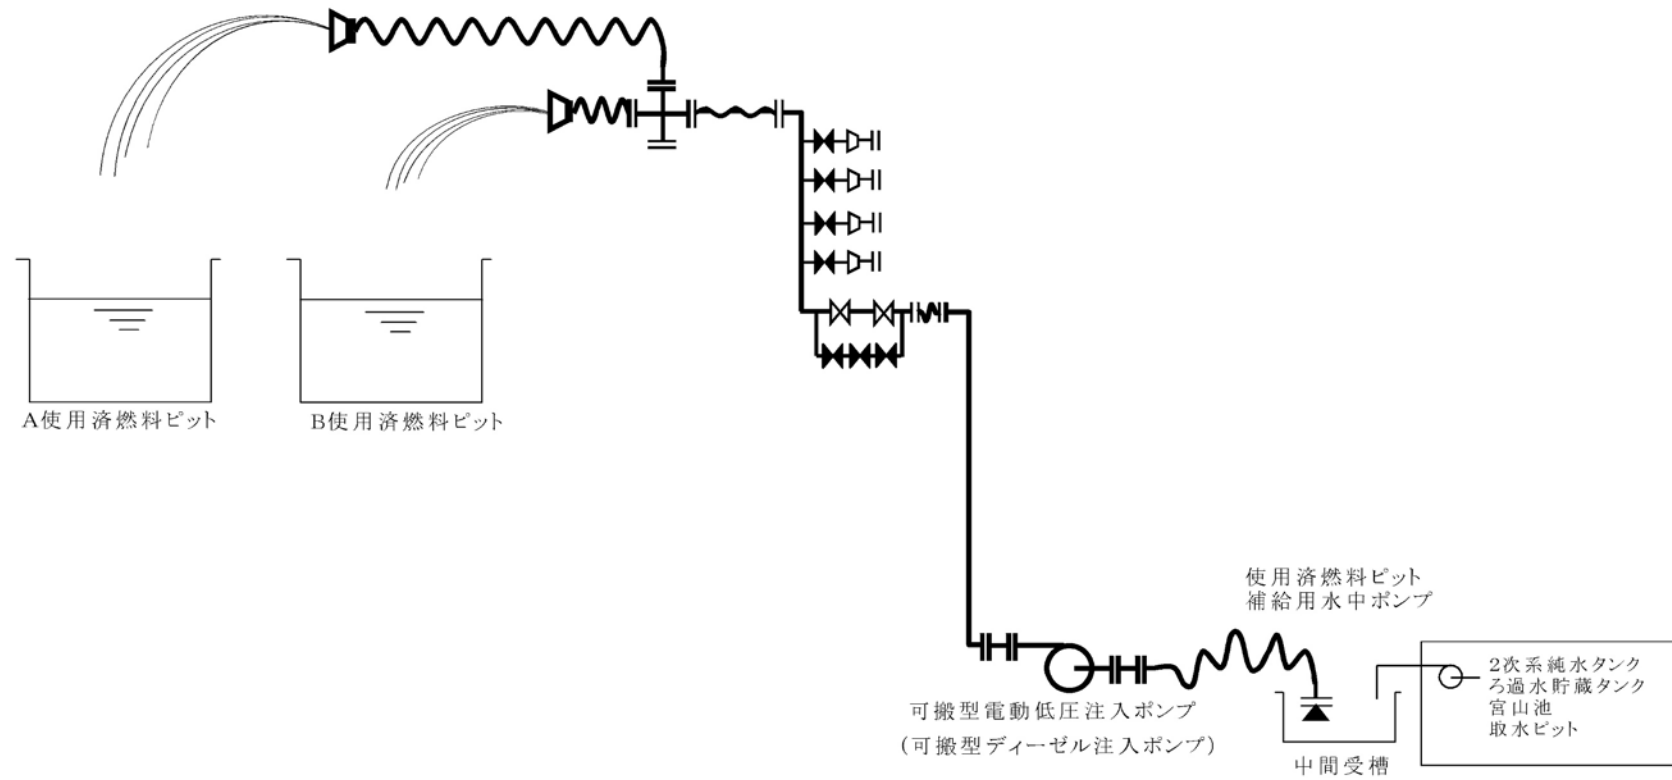 A使用済燃料ピット
B使用済燃料ピット
使用済燃料ピット
補給用水中ポンプ
2次系純水タンク
ろ過水貯蔵タンク
宮山池
取水ピット
可搬型電動低圧注入ポンプ
(可搬型ディーゼル注入ポンプ)
中間受槽